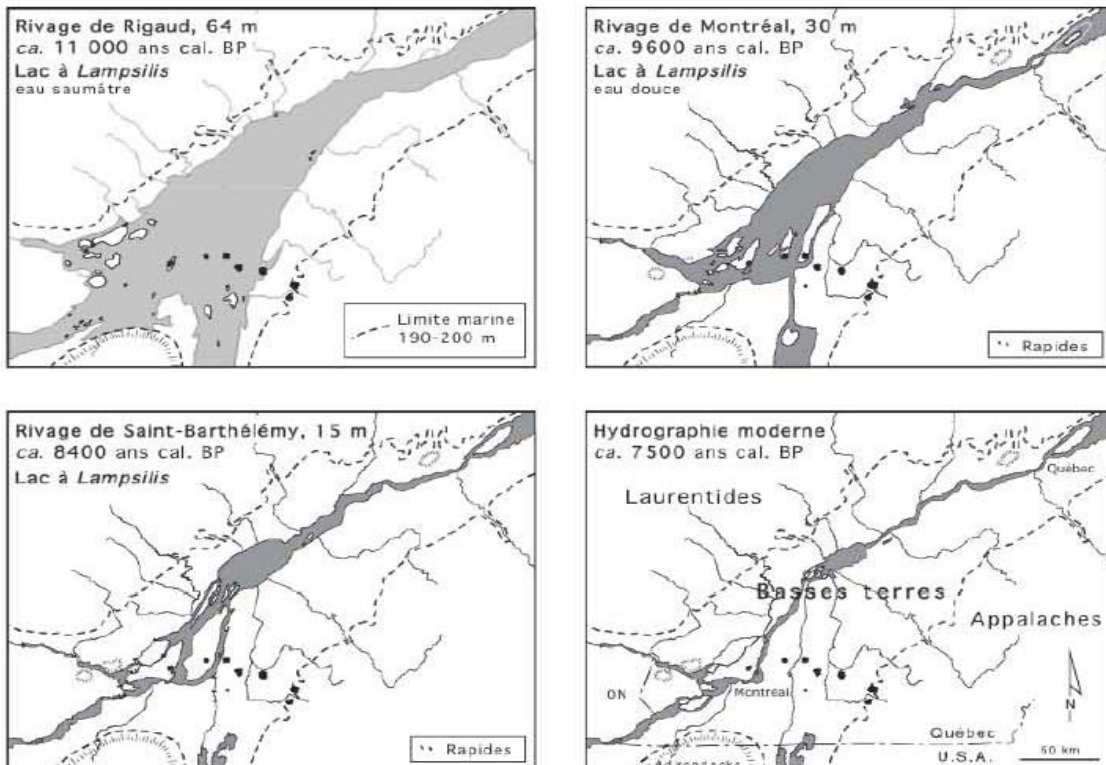 Rivage de Rigaud, 64 m
ca. 11 000 ans cal. BP
Lac à Lampsilis
eau saumâtre
Limite marine
190-200 m
Rivage de Montréal, 30 m
ca. 9600 ans cal. BP
Lac à Lampsilis
eau douce
Rapides
Rivage de Saint-Barthélémy, 15 m
ca. 8400 ans cal. BP
Lac à Lampsilis
Rapides
Hydrographie moderne
ca. 7500 ans cal. BP
Québec
Laurentides
Basses terres
Appalaches
ON
Montréal
N
Québec
U.S.A.
60 km